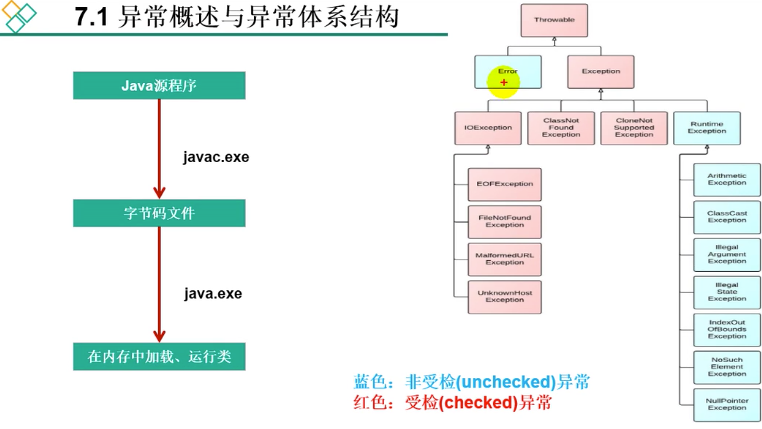 7.1 异常概述与异常体系结构
Java源程序
javac.exe
字节码文件
java.exe
在内存中加载、运行类
Throwable
Error
Exception
IOException
ClassNot
Found
Exception
CloneNot
Supported
Exception
Runtime
Exception
EOFException
FileNotFound
Exception
MalformedURL
Exception
UnknownHost
Exception
Arithmetic
Exception
ClassCast
Exception
Illegal
Argument
Exception
Illegal
State
Exception
IndexOut
OfBounds
Exception
NoSuch
Element
Exception
NullPointer
Exception
蓝色：非受检(unchecked)异常
红色：受检(checked)异常